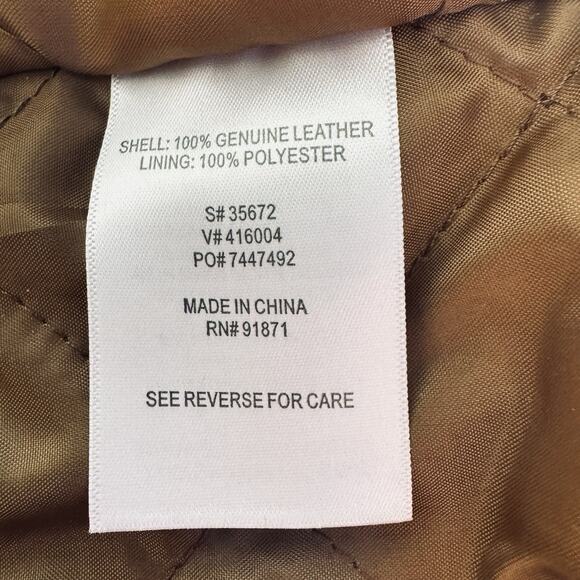 SHELL: 100% GENUINE LEATHER
LINING: 100% POLYESTER
S# 35672
V# 416004
PO# 7447492
MADE IN CHINA
RN# 91871
SEE REVERSE FOR CARE